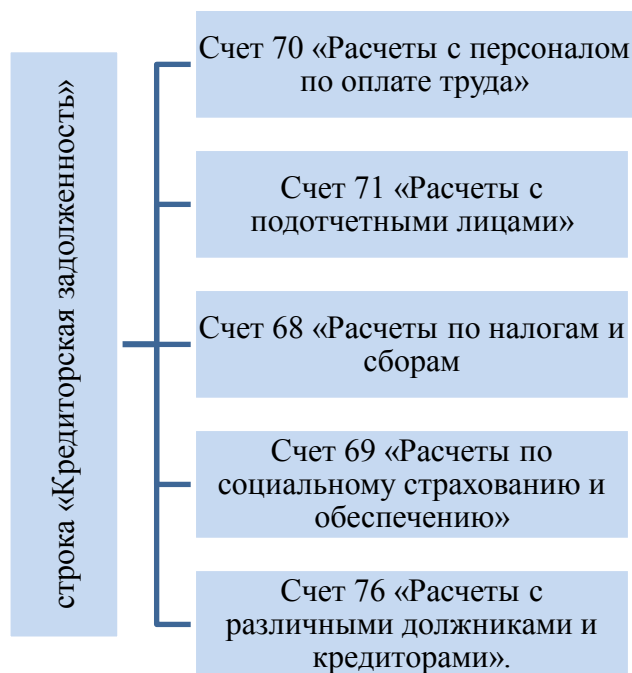 строка «Кредиторская задолженность»
Счет 70 «Расчеты с персоналом
по оплате труда»
Счет 71 «Расчеты с
подотчетными лицами»
Счет 68 «Расчеты по налогам и
сборам
Счет 69 «Расчеты по
социальному страхованию и
обеспечению»
Счет 76 «Расчеты с
различными должниками и
кредиторами».